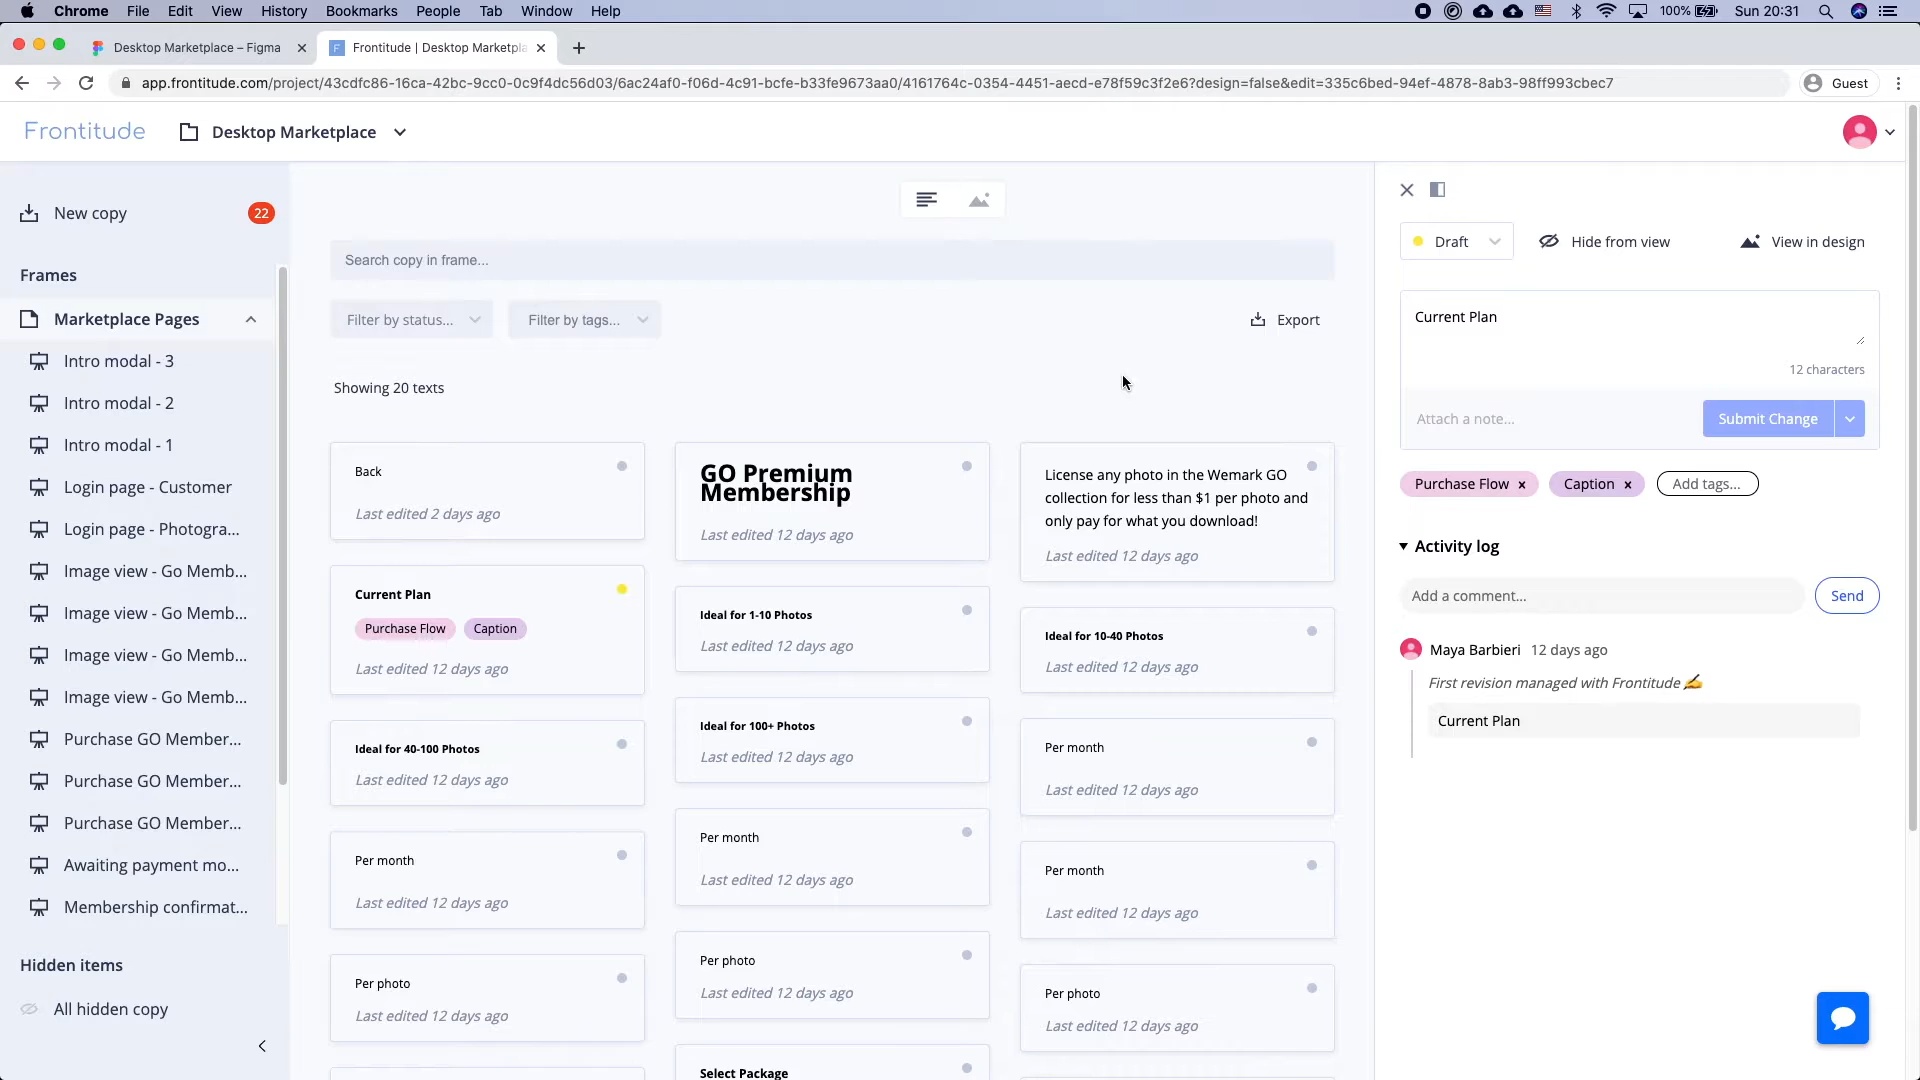 Chrome File Edit View History Bookmarks People Tab Window Help
100% Sun 20:31
Desktop Marketplace – Figma
Frontitude | Desktop Marketpla
app.frontitude.com/project/43cdfc86-16ca-42bc-9cc0-0c9f4dc56d03/6ac24af0-f06d-4c91-bcfe-b33fe9673aa0/4161764c-0354-4451-aecd-e78f59c3f2e6?design=false&edit=335c6bed-94ef-4878-8ab3-98ff993cbec7
Guest
Frontitude
Desktop Marketplace
New copy
22
Frames
Marketplace Pages
Intro modal - 3
Intro modal - 2
Intro modal - 1
Login page - Customer
Login page - Photogra...
Image view - Go Memb...
Image view - Go Memb...
Image view - Go Memb...
Image view - Go Memb...
Purchase GO Member...
Purchase GO Member...
Purchase GO Member...
Awaiting payment mo...
Membership confirmat...
Hidden items
All hidden copy
Search copy in frame...
Filter by status...
Filter by tags...
Export
Showing 20 texts
Back
Last edited 2 days ago
Current Plan
Purchase Flow
Caption
Last edited 12 days ago
Ideal for 40-100 Photos
Last edited 12 days ago
Per month
Last edited 12 days ago
Per photo
Last edited 12 days ago
GO Premium
Membership
Last edited 12 days ago
Ideal for 1-10 Photos
Last edited 12 days ago
Ideal for 100+ Photos
Last edited 12 days ago
Per month
Last edited 12 days ago
Per photo
Last edited 12 days ago
Select Package
License any photo in the Wemark GO
collection for less than $1 per photo and
only pay for what you download!
Last edited 12 days ago
Ideal for 10-40 Photos
Last edited 12 days ago
Per month
Last edited 12 days ago
Per month
Last edited 12 days ago
Per photo
Last edited 12 days ago
Draft
Hide from view
View in design
Current Plan
12 characters
Attach a note...
Submit Change
Purchase Flow
Caption
Add tags...
Activity log
Add a comment...
Send
Maya Barbieri 12 days ago
First revision managed with Frontitude ✍️
Current Plan